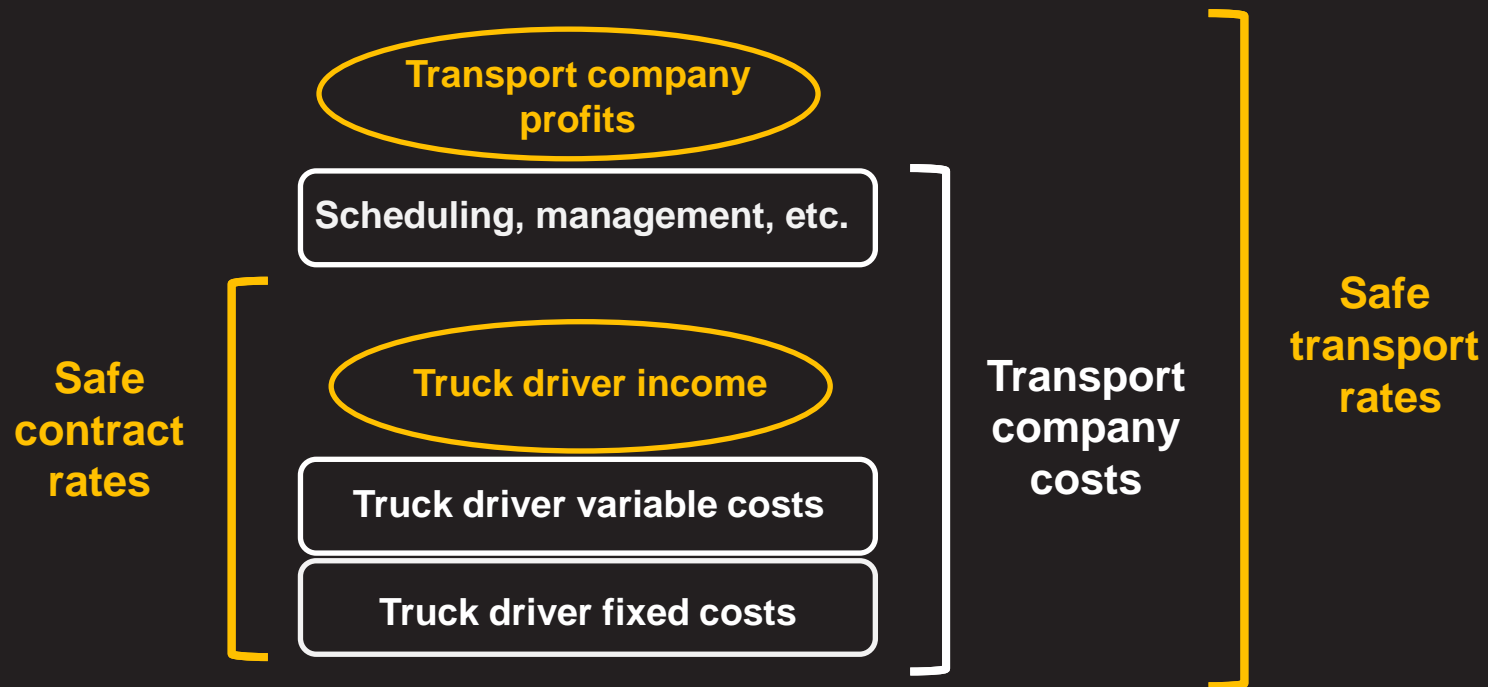 Transport company
profits
Scheduling, management, etc.
Truck driver income
Truck driver variable costs
Truck driver fixed costs
Safe
contract
rates
Transport
company
costs
Safe
transport
rates